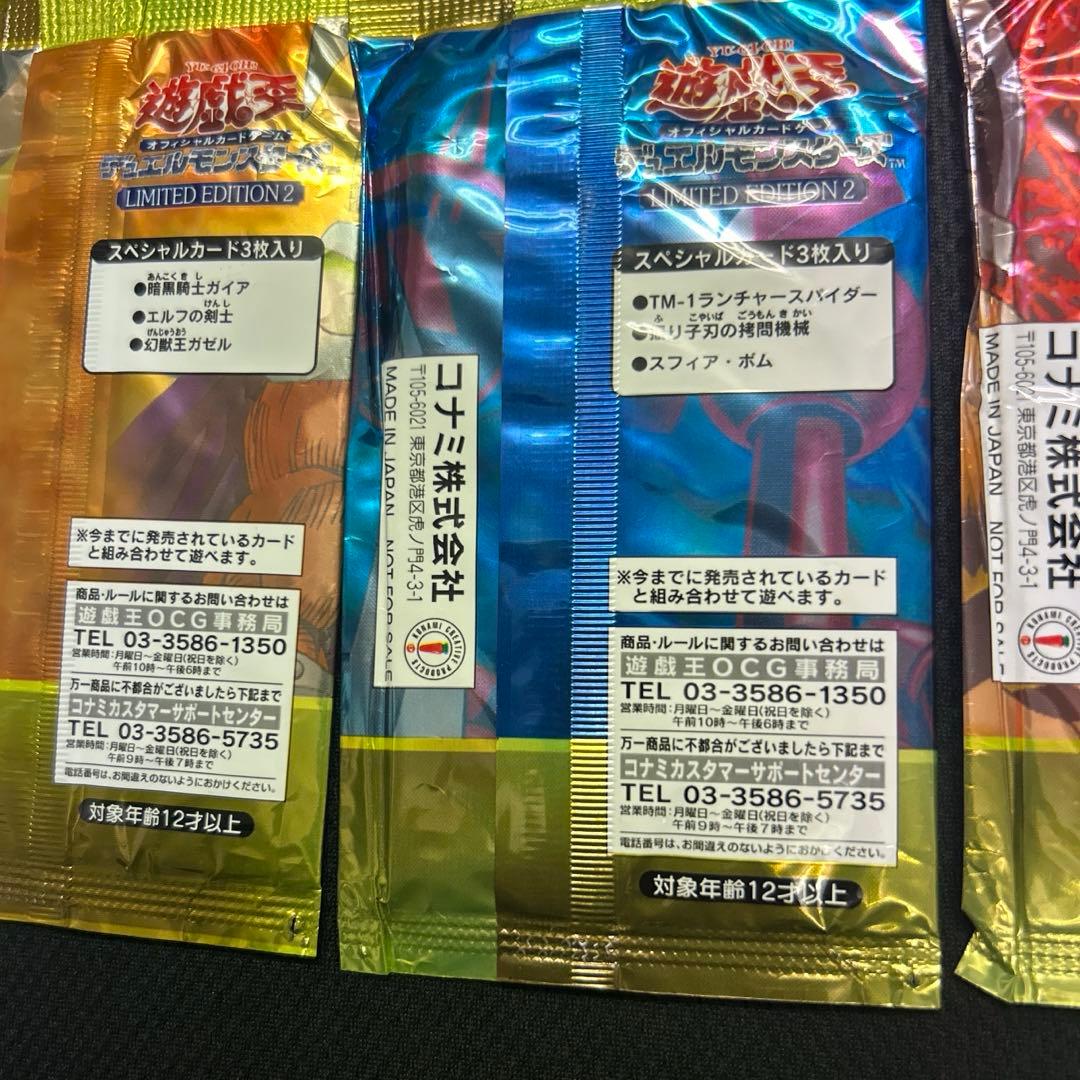 YU-GI-OH!
遊戯王
オフィシャルカードゲーム
デュエルモンスターズ
LIMITED EDITION 2
スペシャルカード3枚入り
あんこくきし
●暗黒騎士ガイア
けんし
●エルフの剣士
げんじゅうおう
●幻獣王ガゼル
※今までに発売されているカード
と組み合わせて遊べます。
商品・ルールに関するお問い合わせは
遊戯王OCG事務局
TEL 03-3586-1350
営業時間:月曜日〜金曜日(祝日を除く)
午前10時〜午後6時まで
万一商品に不都合がございましたら下記まで
コナミカスタマーサポートセンター
TEL 03-3586-5735
営業時間:月曜日〜金曜日(祝日を除く)
午前9時〜午後7時まで
電話番号は、お間違えのないようにおかけください。
対象年齢12才以上
コナミ株式会社
〒105-6021 東京都港区虎ノ門4-3-1
MADE IN JAPAN NOT FOR SALE
KONAMI CREATIVE PRODUCTS
YU-GI-OH!
遊戯王
オフィシャルカードゲーム
デュエルモンスターズ™
LIMITED EDITION 2
スペシャルカード3枚入り
●TM-1ランチャースパイダー
ふ こやいば ごうもんきかい
●振り子刃の拷問機械
●スフィア・ボム
※今までに発売されているカード
と組み合わせて遊べます。
商品・ルールに関するお問い合わせは
遊戯王OCG事務局
TEL 03-3586-1350
営業時間:月曜日〜金曜日(祝日を除く)
午前10時〜午後6時まで
万一商品に不都合がございましたら下記まで
コナミカスタマーサポートセンター
TEL 03-3586-5735
営業時間:月曜日〜金曜日(祝日を除く)
午前9時〜午後7時まで
電話番号は、お間違えのないようにおかけください。
対象年齢12才以上
コナミ株式会社
〒105-6021 東京都港区虎ノ門4-3-1
MADE IN JAPAN NOT FOR SALE